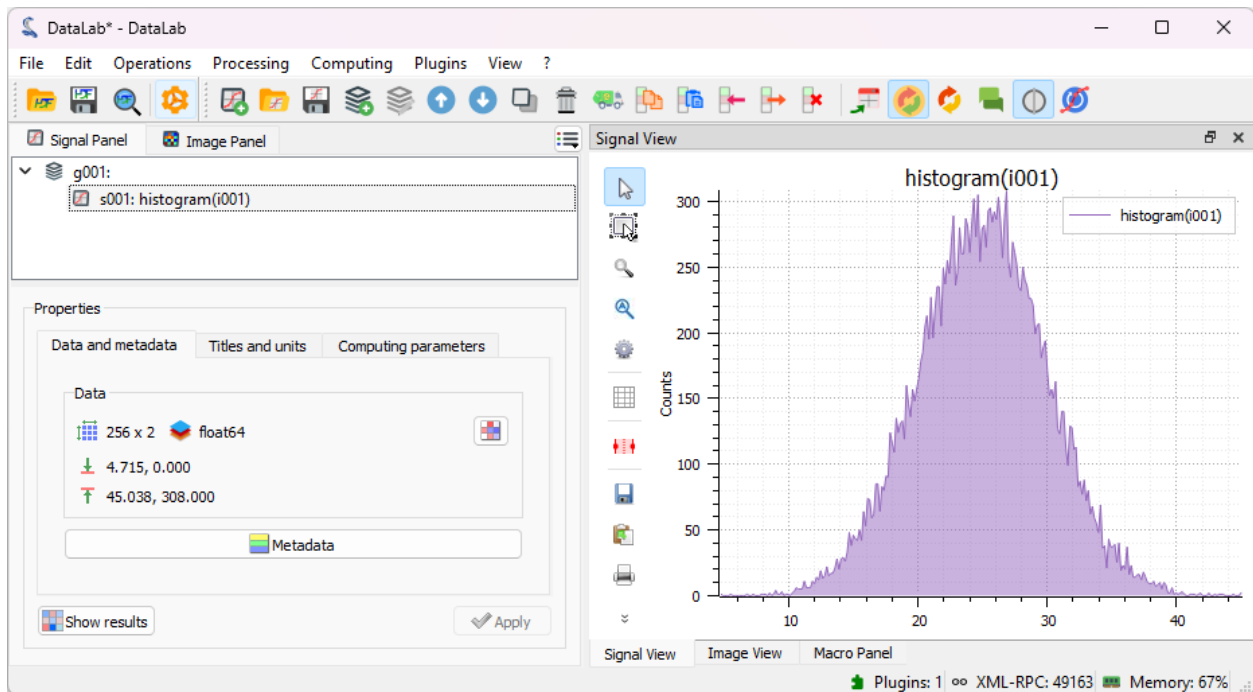 DataLab* - DataLab
File Edit Operations Processing Computing Plugins View ?
Signal Panel Image Panel
g001:
s001: histogram(i001)
Properties
Data and metadata Titles and units Computing parameters
Data
256 x 2 float64
4.715, 0.000
45.038, 308.000
Metadata
Show results Apply
Signal View
histogram(i001)
histogram(i001)
Counts
300
250
200
150
100
50
0
10 20 30 40
Signal View Image View Macro Panel
Plugins: 1 XML-RPC: 49163 Memory: 67%